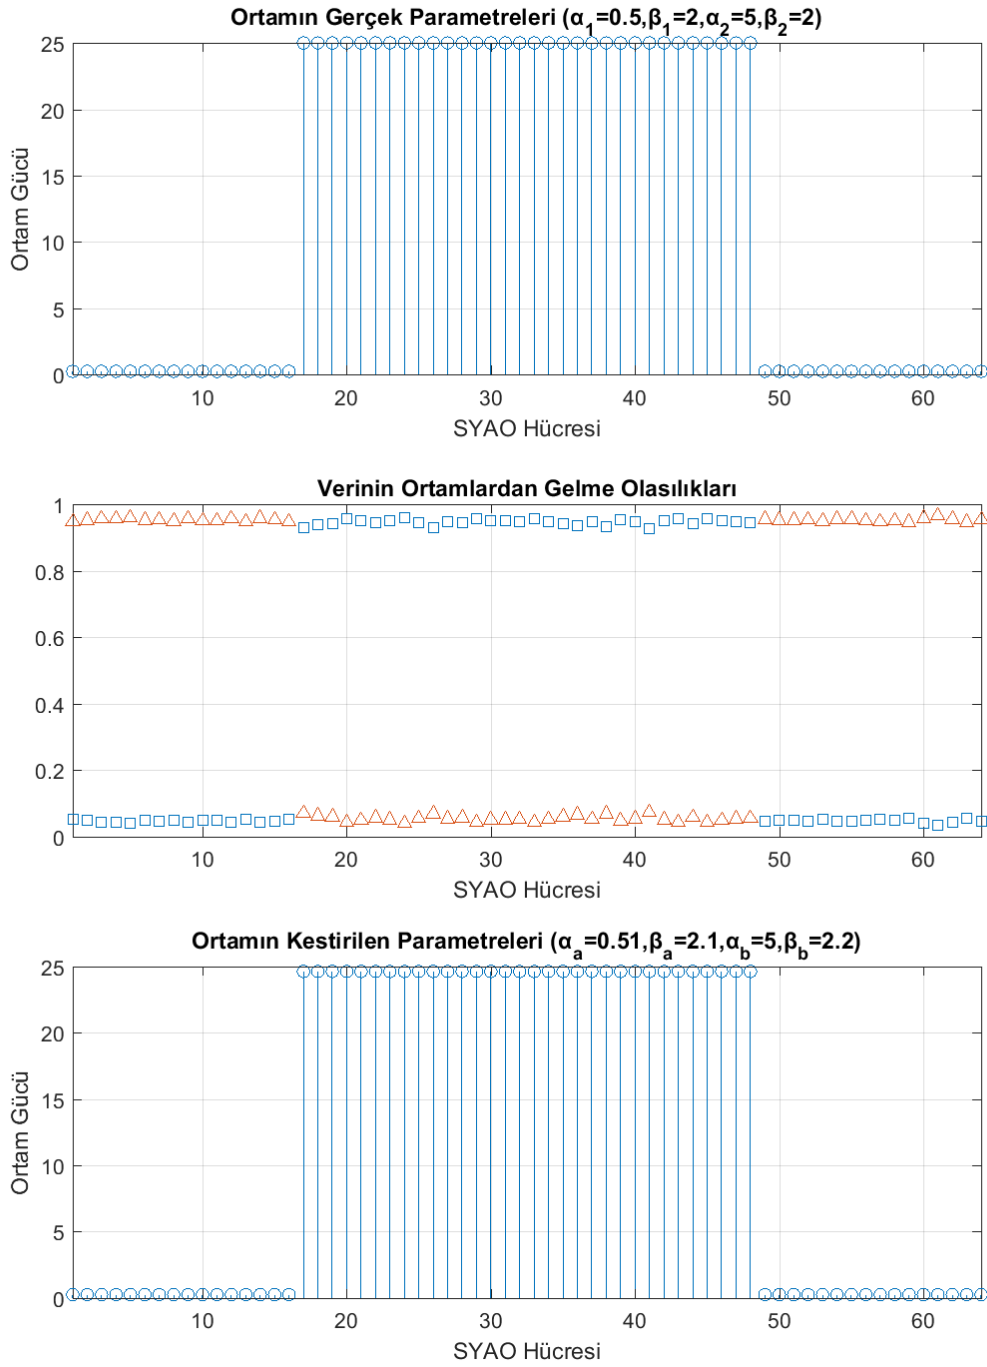 Ortamın Gerçek Parametreleri (α₁=0.5,β₁=2,α₂=5,β₂=2)
25
20
15
10
5
0
Ortam Gücü
10 20 30 40 50 60
SYAO Hücresi
Verinin Ortamlardan Gelme Olasılıkları
1
0.8
0.6
0.4
0.2
0
10 20 30 40 50 60
SYAO Hücresi
Ortamın Kestirilen Parametreleri (α_a=0.51,β_a=2.1,α_b=5,β_b=2.2)
25
20
15
10
5
0
Ortam Gücü
10 20 30 40 50 60
SYAO Hücresi